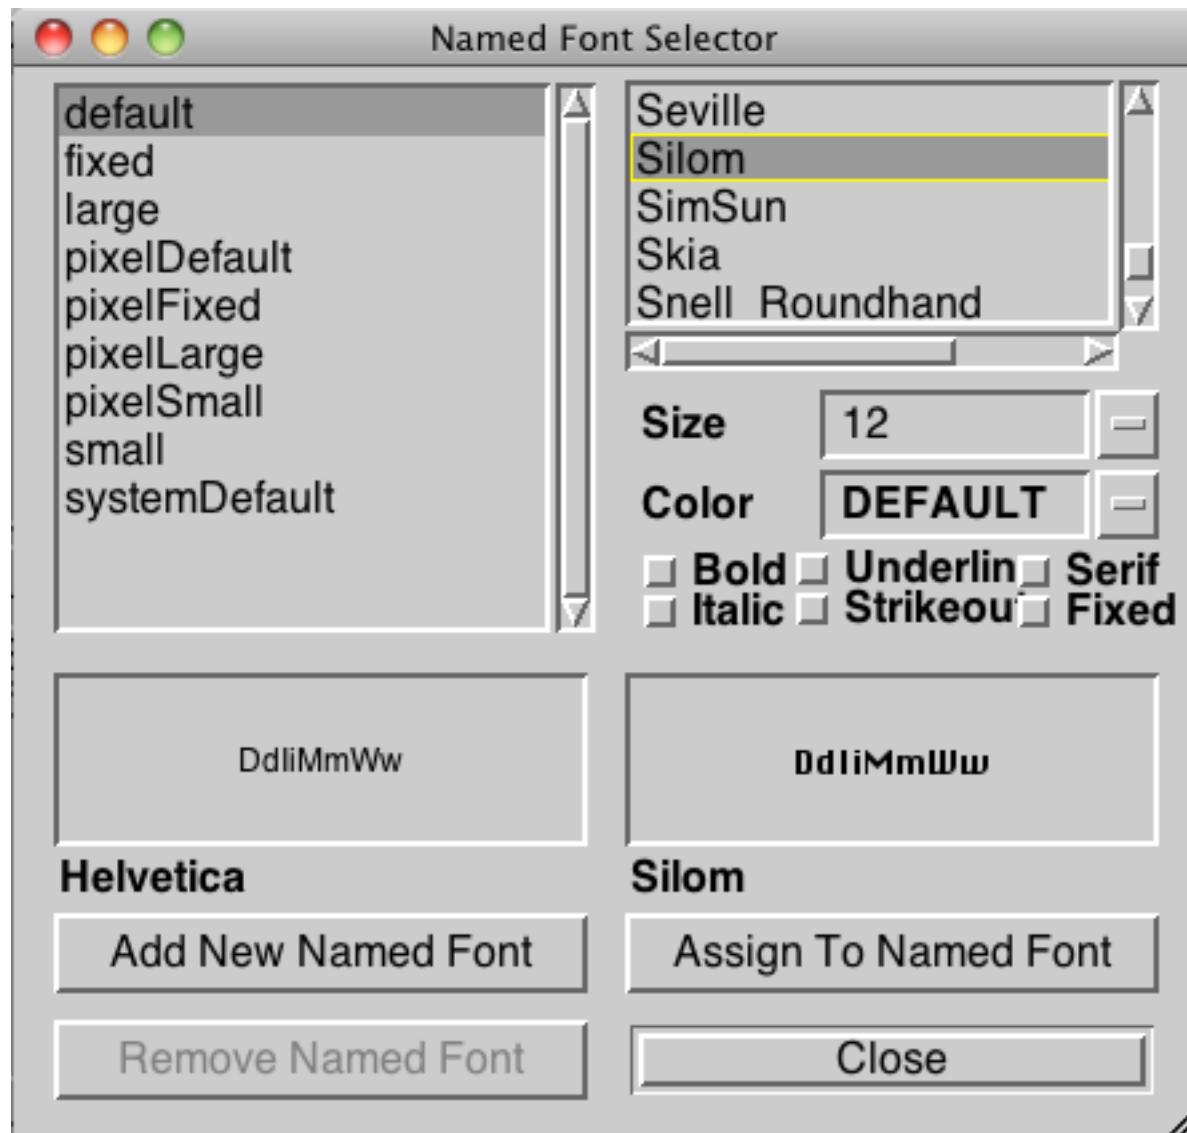 Named Font Selector
default
fixed
large
pixelDefault
pixelFixed
pixelLarge
pixelSmall
small
systemDefault
Seville
Silom
SimSun
Skia
Snell Roundhand
Size 12
Color DEFAULT
Bold Underlin Serif
Italic Strikeou Fixed
DdIiMmWw
Helvetica
DdIiMmWw
Silom
Add New Named Font
Assign To Named Font
Remove Named Font
Close